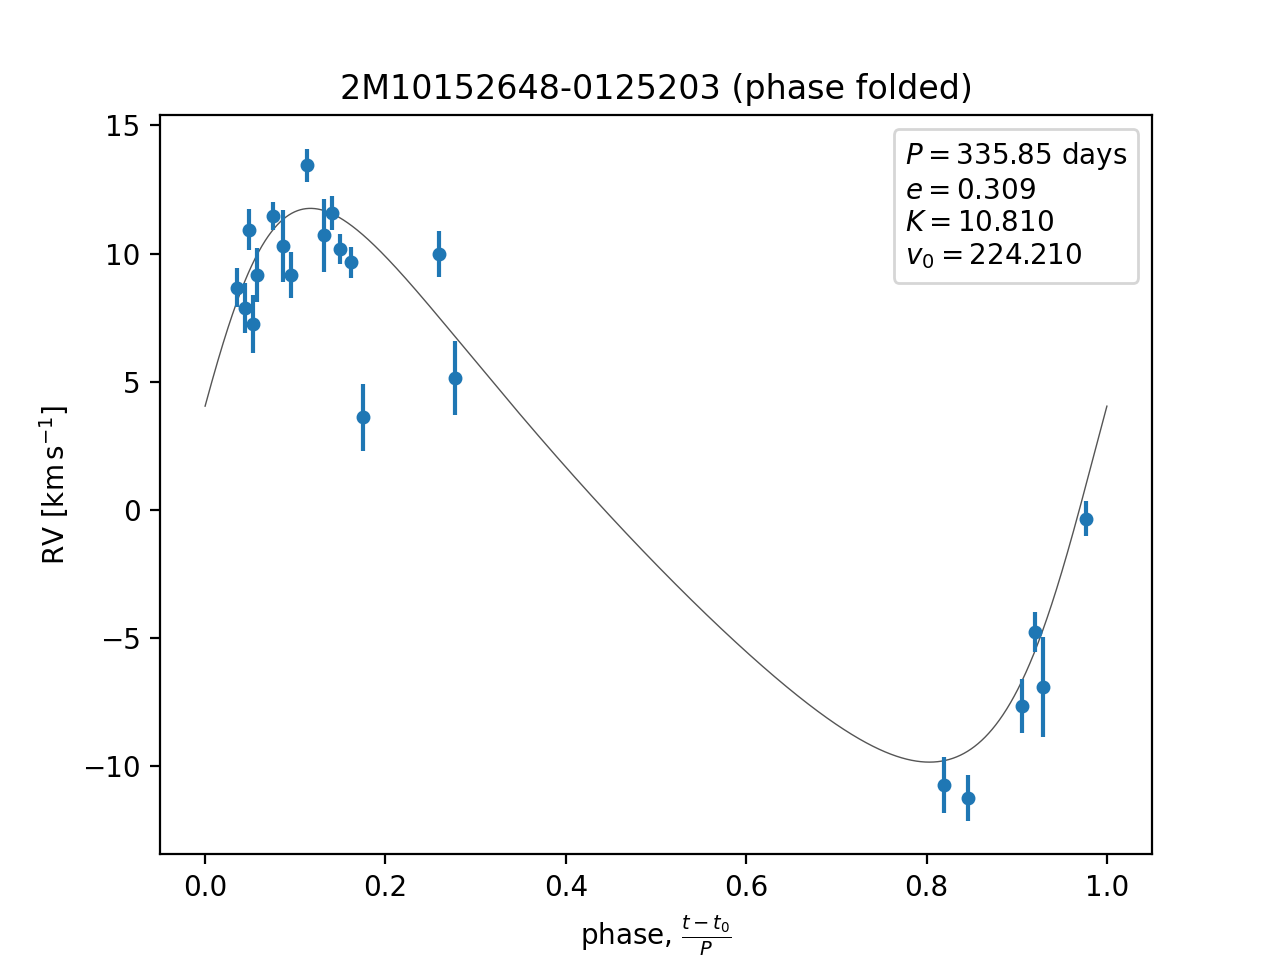 2M10152648-0125203 (phase folded)
P = 335.85 days
e = 0.309
K = 10.810
v₀ = 224.210
RV [km s⁻¹]
15
10
5
0
−5
−10
0.0 0.2 0.4 0.6 0.8 1.0
phase, (t − t₀)/P